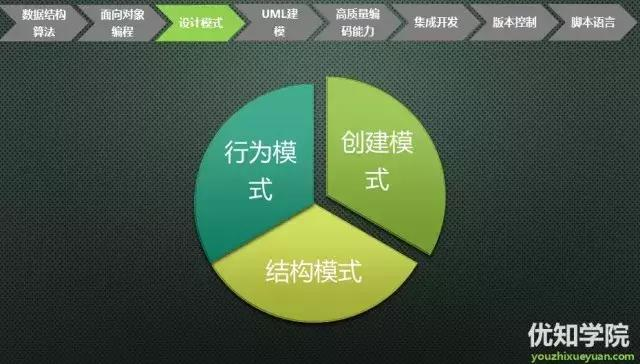 数据结构
算法
面向对象
编程
设计模式
UML建
模
高质量编
码能力
集成开发
版本控制
脚本语言
行为模
式
创建模
式
结构模式
优知学院
youzhixueyuan.com